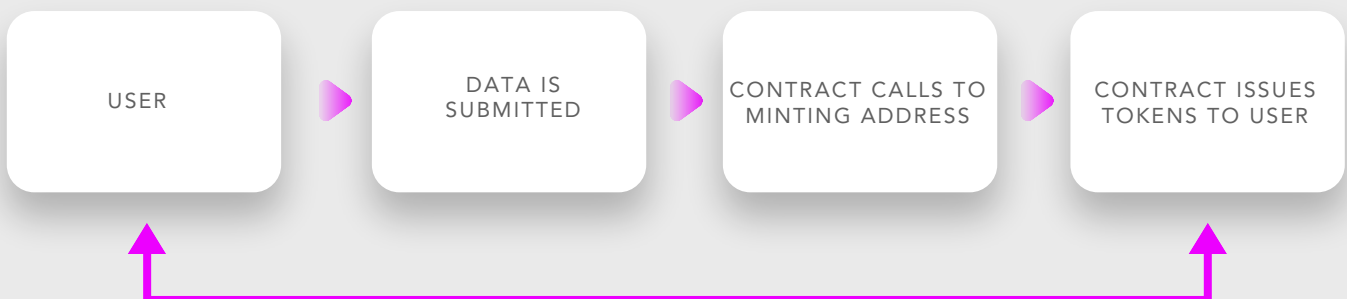 USER
DATA IS
SUBMITTED
CONTRACT CALLS TO
MINTING ADDRESS
CONTRACT ISSUES
TOKENS TO USER